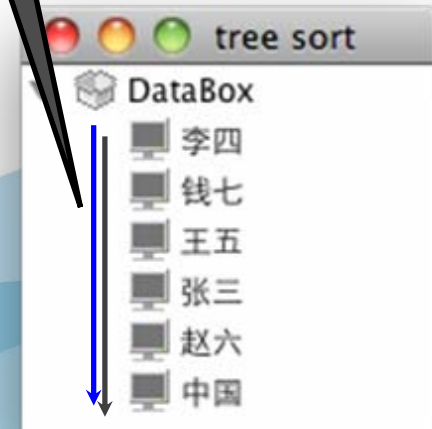 tree sort
DataBox
李四
钱七
王五
张三
赵六
中国